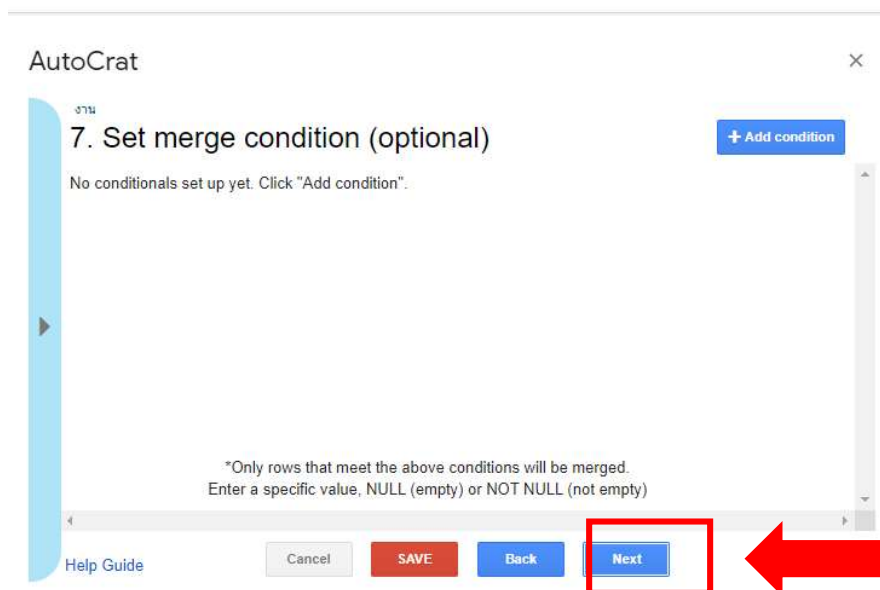 AutoCrat
งาน
7. Set merge condition (optional)
+ Add condition
No conditionals set up yet. Click "Add condition".
*Only rows that meet the above conditions will be merged.
Enter a specific value, NULL (empty) or NOT NULL (not empty)
Help Guide
Cancel
SAVE
Back
Next